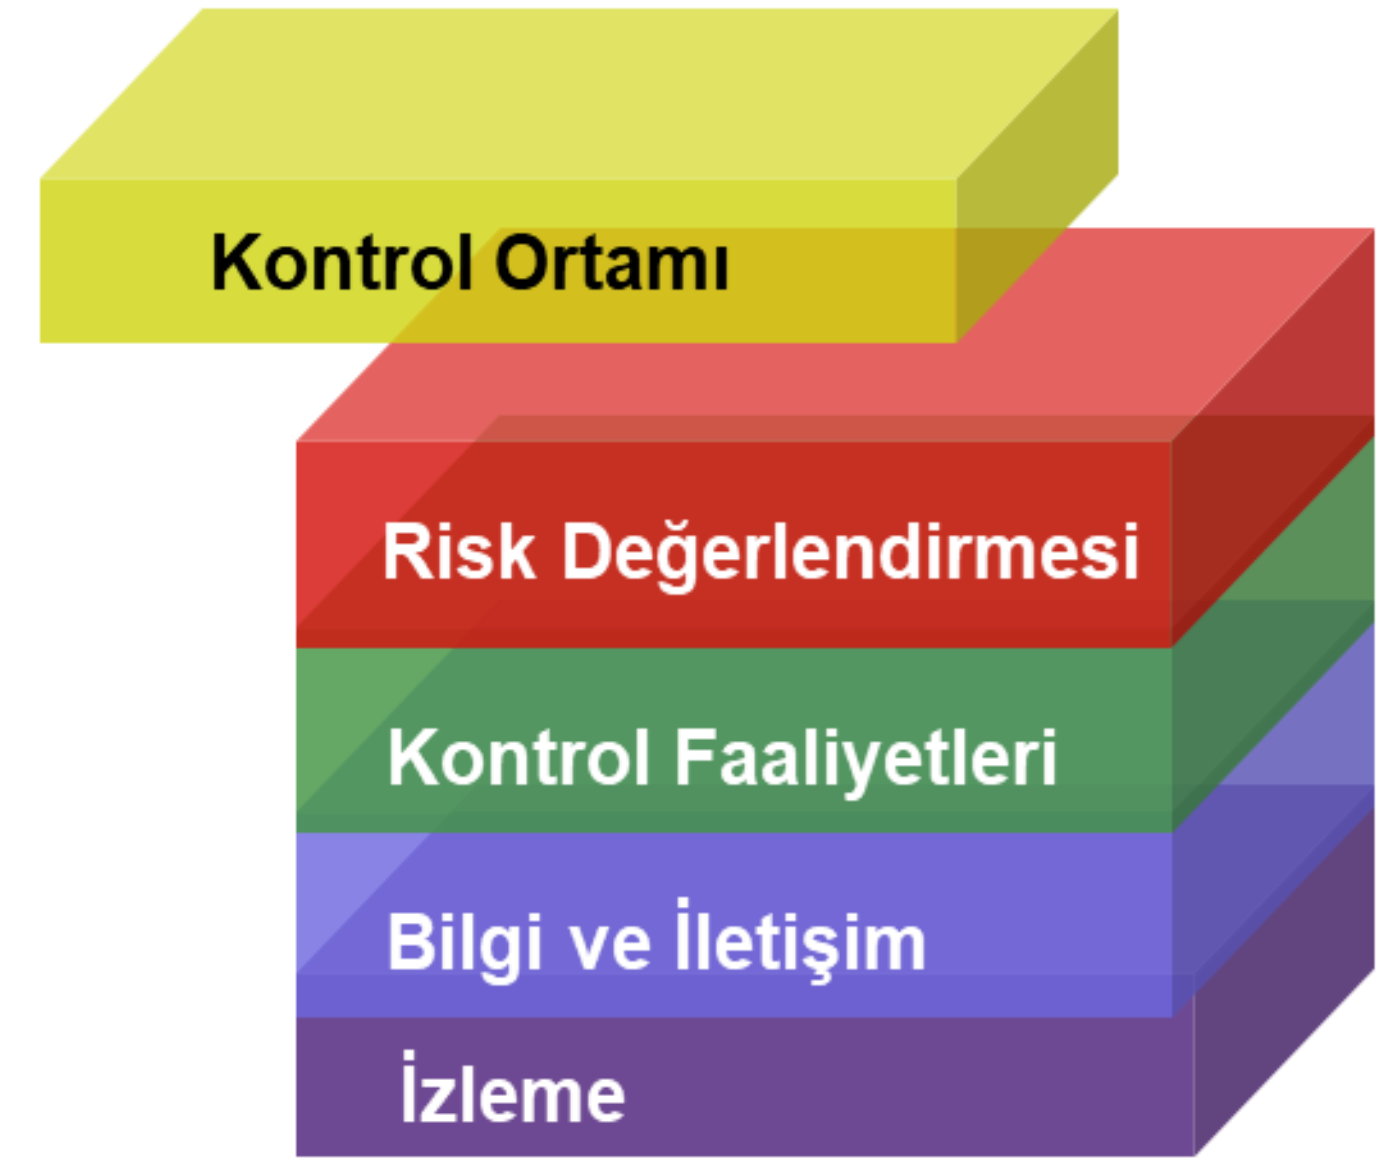 Kontrol Ortamı
Risk Değerlendirmesi
Kontrol Faaliyetleri
Bilgi ve İletişim
İzleme